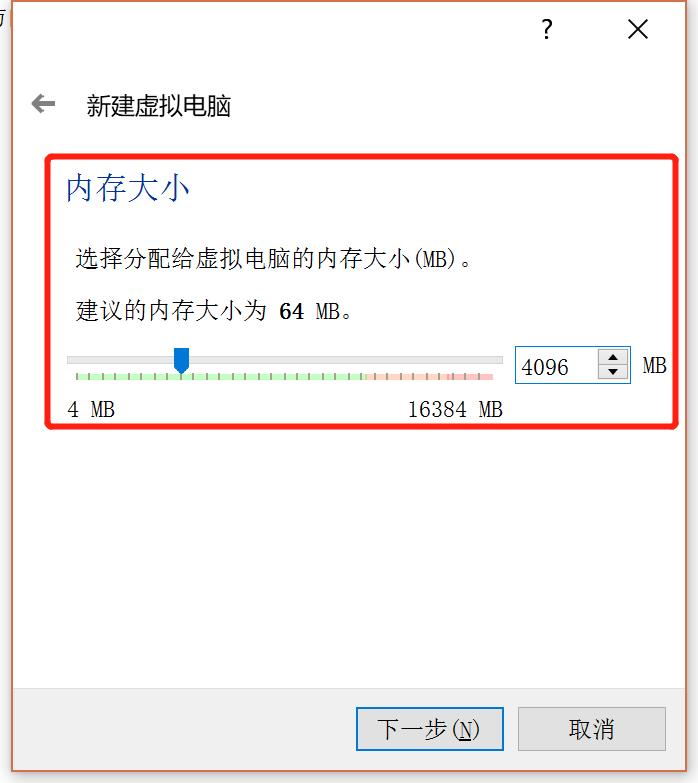 ?
新建虚拟电脑
内存大小
选择分配给虚拟电脑的内存大小(MB)。
建议的内存大小为 64 MB。
4096 MB
4 MB 16384 MB
下一步(N) 取消